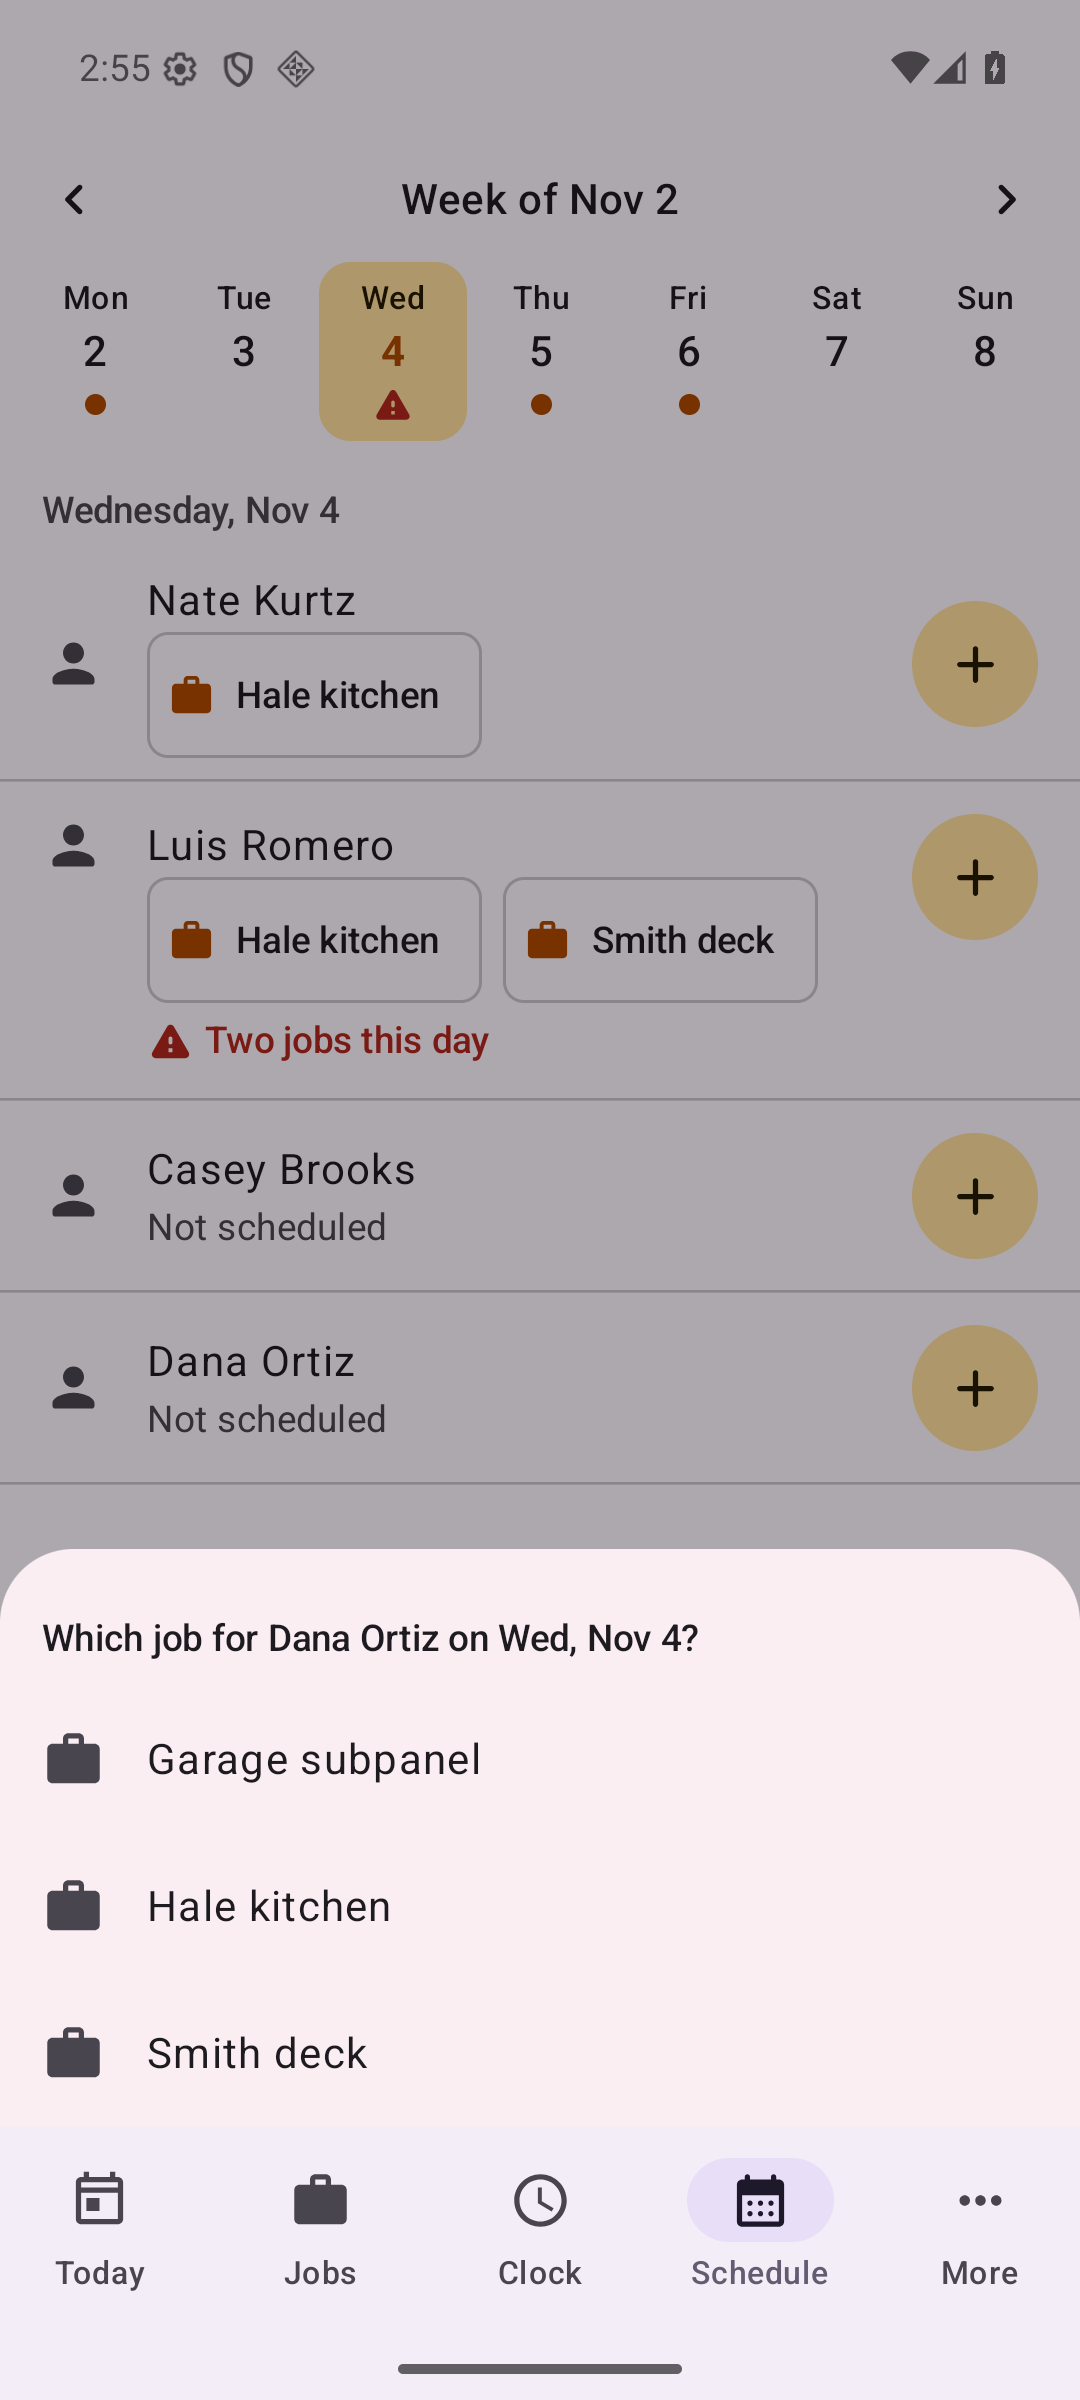 2:55
Week of Nov 2
Mon Tue Wed Thu Fri Sat Sun
2 3 4 5 6 7 8
Wednesday, Nov 4
Nate Kurtz
Hale kitchen
Luis Romero
Hale kitchen Smith deck
Two jobs this day
Casey Brooks
Not scheduled
Dana Ortiz
Not scheduled
Which job for Dana Ortiz on Wed, Nov 4?
Garage subpanel
Hale kitchen
Smith deck
Today Jobs Clock Schedule More